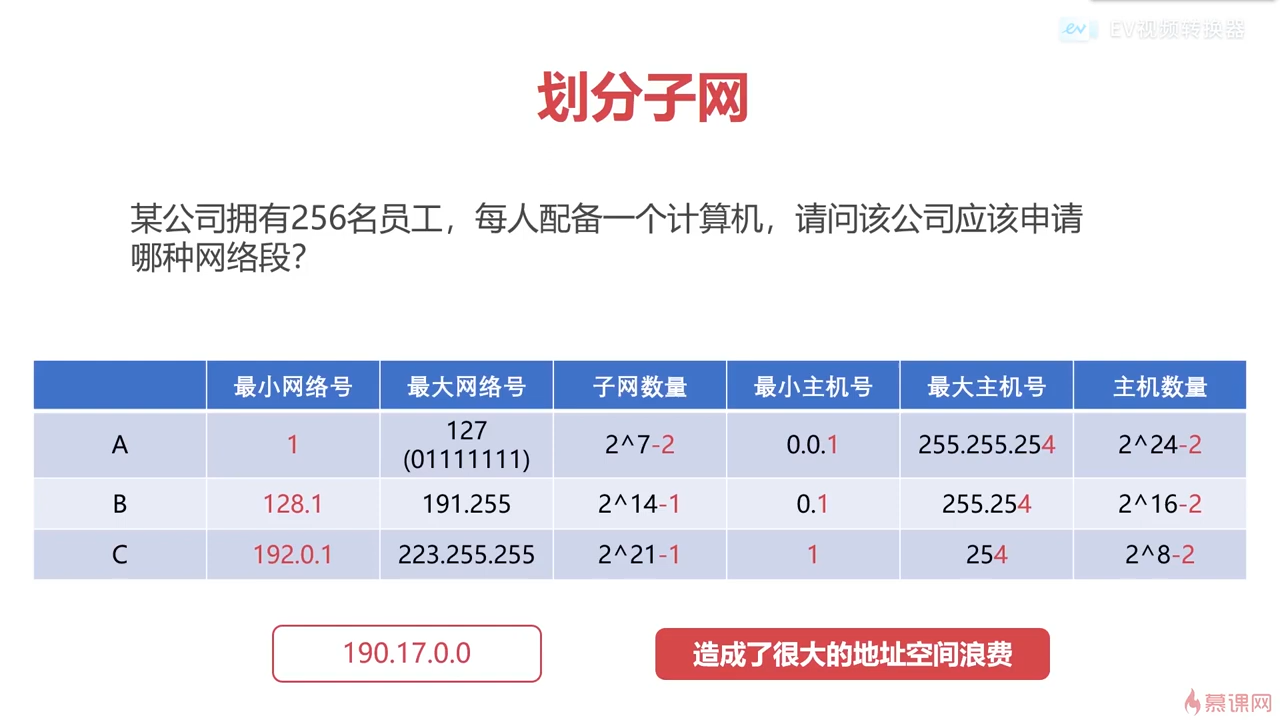 EV视频转换器
划分子网
某公司拥有256名员工，每人配备一个计算机，请问该公司应该申请
哪种网络段？
最小网络号 最大网络号 子网数量 最小主机号 最大主机号 主机数量
A 1 127 (01111111) 2^7-2 0.0.1 255.255.254 2^24-2
B 128.1 191.255 2^14-1 0.1 255.254 2^16-2
C 192.0.1 223.255.255 2^21-1 1 254 2^8-2
190.17.0.0 造成了很大的地址空间浪费
慕课网